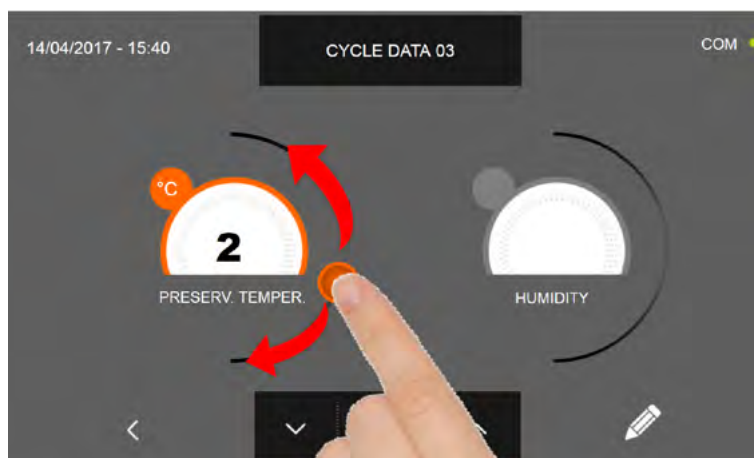 14/04/2017 - 15:40
CYCLE DATA 03
COM
°C
2
PRESERV. TEMPER.
HUMIDITY